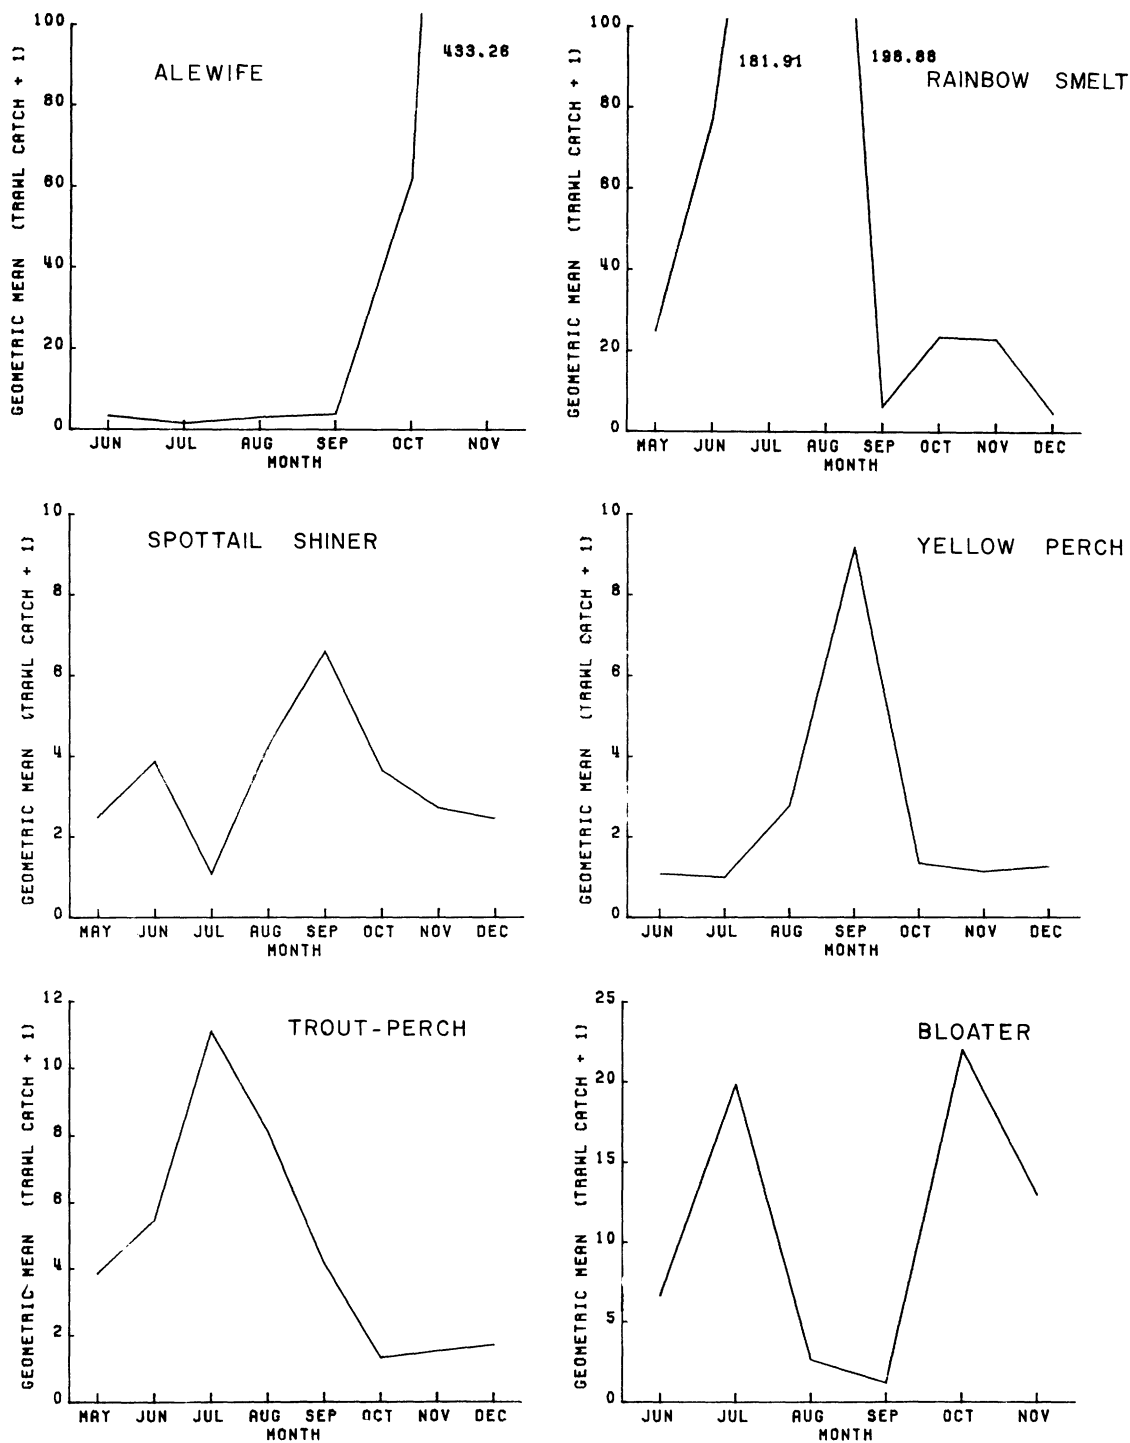 GEOMETRIC MEAN (TRAWL CATCH + 1)
100
80
60
40
20
0
ALEWIFE
433.26
JUN JUL AUG SEP OCT NOV
MONTH
GEOMETRIC MEAN (TRAWL CATCH + 1)
100
80
60
40
20
0
181.91
198.88
RAINBOW SMELT
MAY JUN JUL AUG SEP OCT NOV DEC
MONTH
GEOMETRIC MEAN (TRAWL CATCH + 1)
10
8
6
4
2
0
SPOTTAIL SHINER
MAY JUN JUL AUG SEP OCT NOV DEC
MONTH
GEOMETRIC MEAN (TRAWL CATCH + 1)
10
8
6
4
2
0
YELLOW PERCH
JUN JUL AUG SEP OCT NOV DEC
MONTH
GEOMETRIC MEAN (TRAWL CATCH + 1)
12
10
8
6
4
2
0
TROUT-PERCH
MAY JUN JUL AUG SEP OCT NOV DEC
MONTH
GEOMETRIC MEAN (TRAWL CATCH + 1)
25
20
15
10
5
0
BLOATER
JUN JUL AUG SEP OCT NOV
MONTH